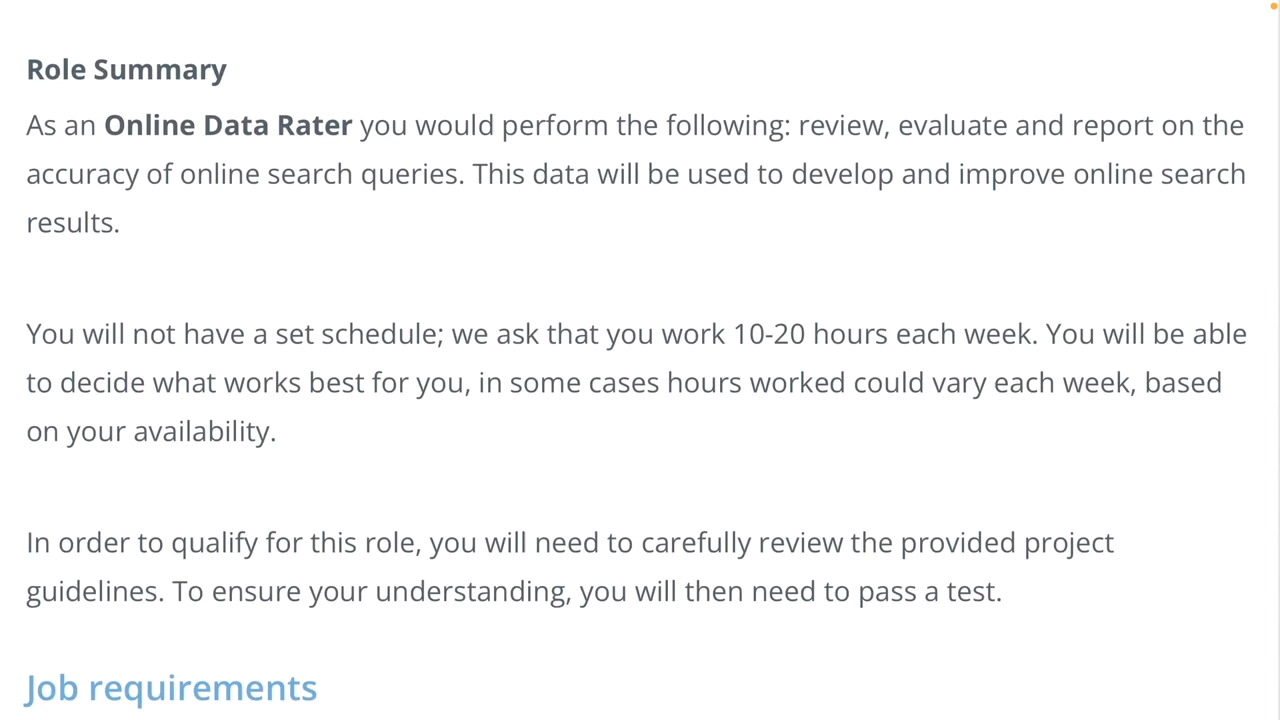 Role Summary
As an Online Data Rater you would perform the following: review, evaluate and report on the
accuracy of online search queries. This data will be used to develop and improve online search
results.
You will not have a set schedule; we ask that you work 10-20 hours each week. You will be able
to decide what works best for you, in some cases hours worked could vary each week, based
on your availability.
In order to qualify for this role, you will need to carefully review the provided project
guidelines. To ensure your understanding, you will then need to pass a test.
Job requirements